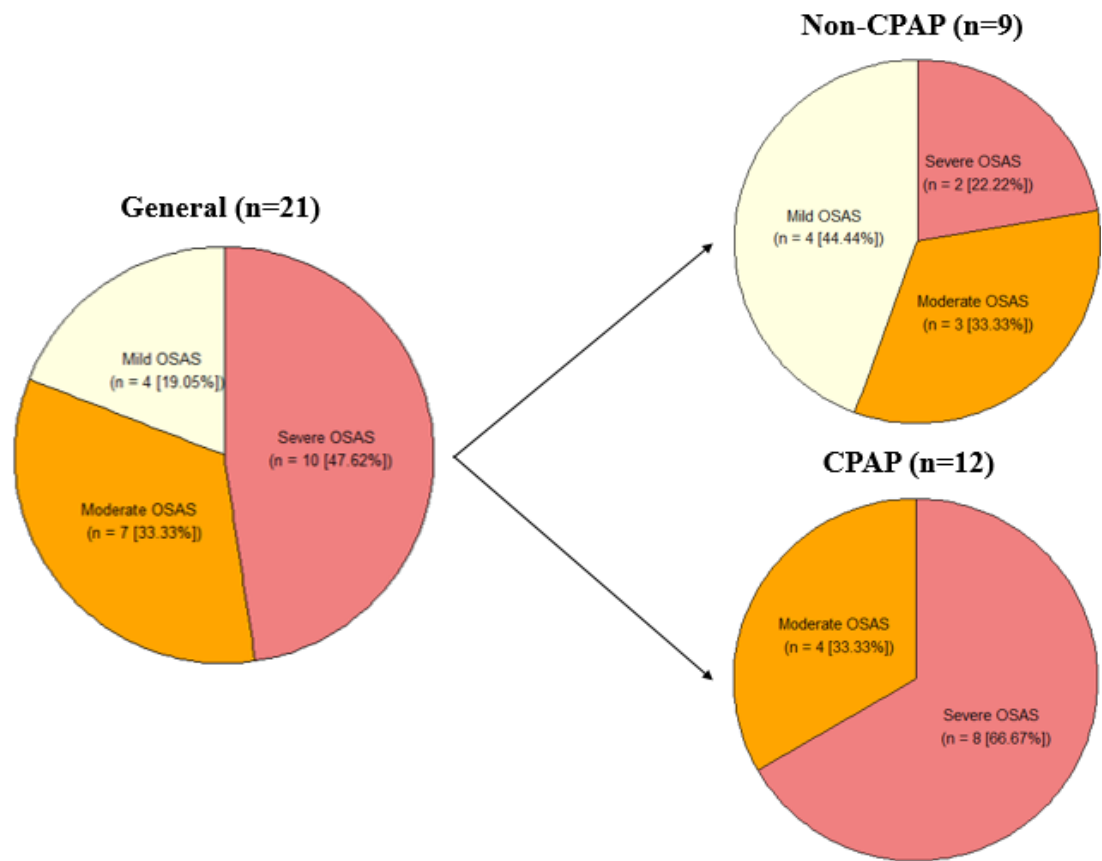 Non-CPAP (n=9)
Severe OSAS
(n = 2 [22.22%])
Mild OSAS
(n = 4 [44.44%])
Moderate OSAS
(n = 3 [33.33%])
General (n=21)
Mild OSAS
(n = 4 [19.05%])
Severe OSAS
(n = 10 [47.62%])
Moderate OSAS
(n = 7 [33.33%])
CPAP (n=12)
Moderate OSAS
(n = 4 [33.33%])
Severe OSAS
(n = 8 [66.67%])